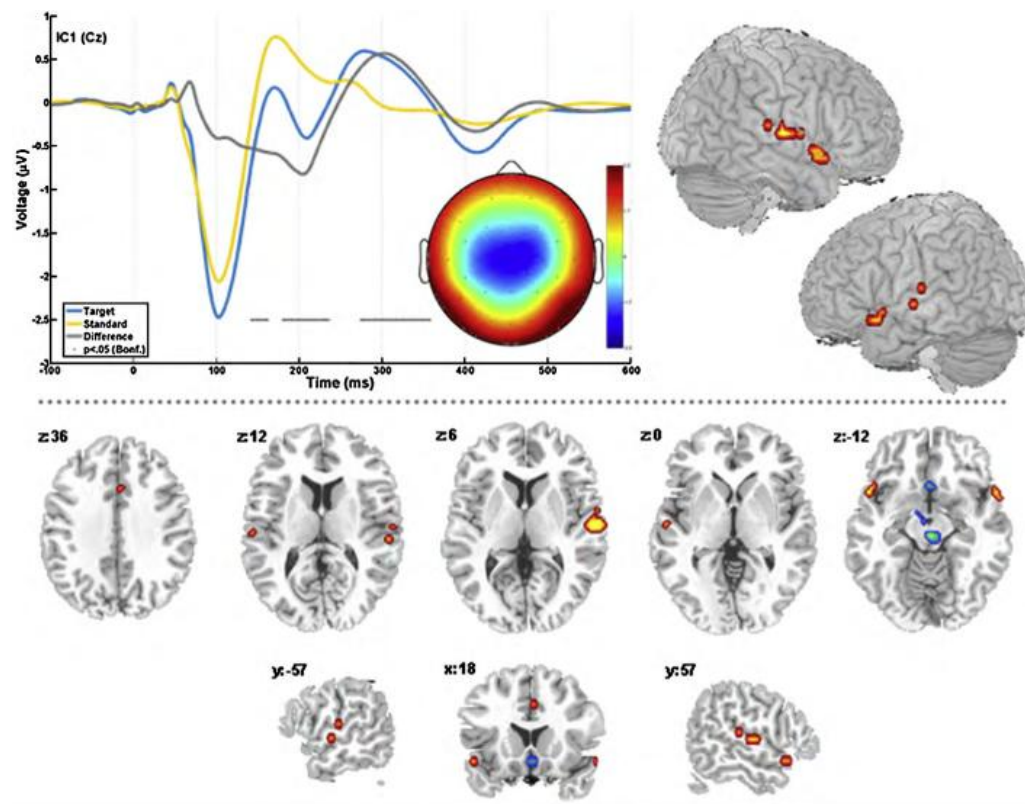 IC1 (Cz)
Voltage (µV)
1
0.5
0
-0.5
-1
-1.5
-2
-2.5
-3
Target
Standard
Difference
p<.05 (Bonf.)
-100 0 100 200 300 400 500 600
Time (ms)
z:36 z:12 z:6 z:0 z:-12
y:-57 x:18 y:57